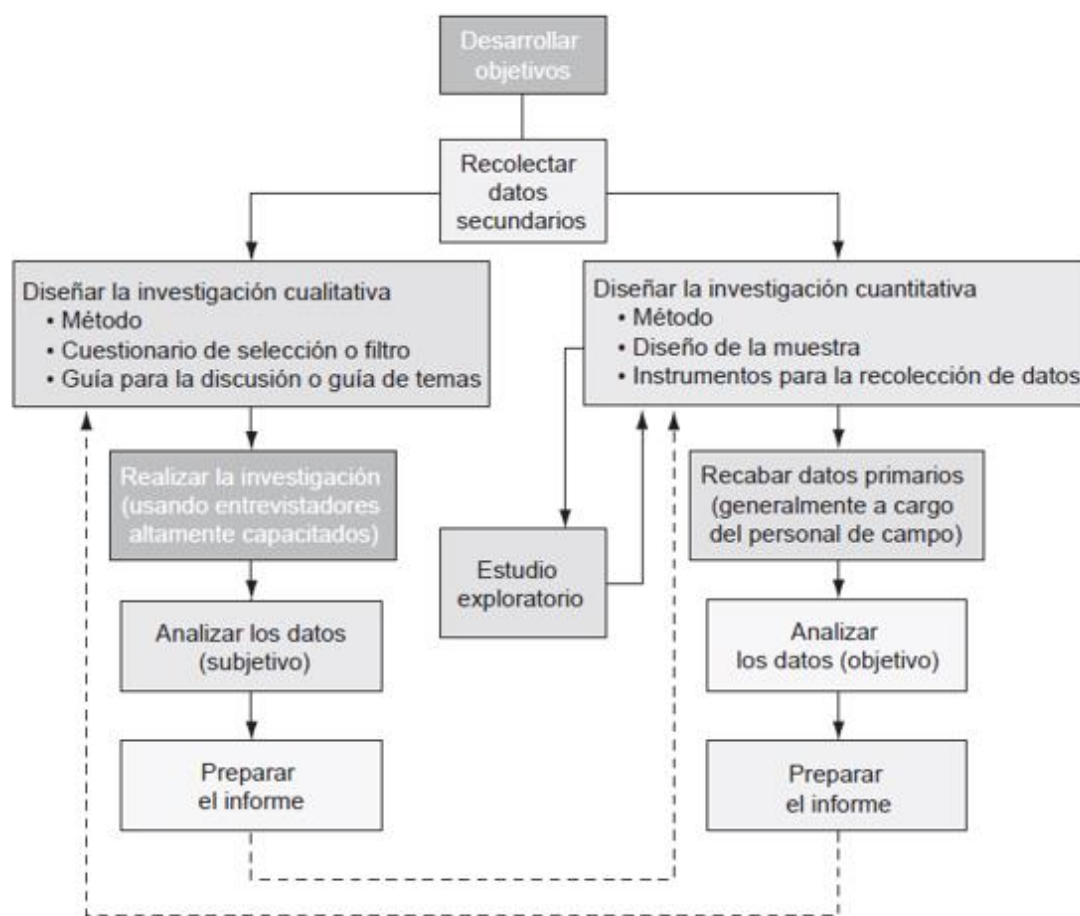 Desarrollar
objetivos
Recolectar
datos
secundarios
Diseñar la investigación cualitativa
• Método
• Cuestionario de selección o filtro
• Guía para la discusión o guía de temas
Diseñar la investigación cuantitativa
• Método
• Diseño de la muestra
• Instrumentos para la recolección de datos
Realizar la investigación
(usando entrevistadores
altamente capacitados)
Estudio
exploratorio
Recabar datos primarios
(generalmente a cargo
del personal de campo)
Analizar los datos
(subjetivo)
Analizar
los datos (objetivo)
Preparar
el informe
Preparar
el informe